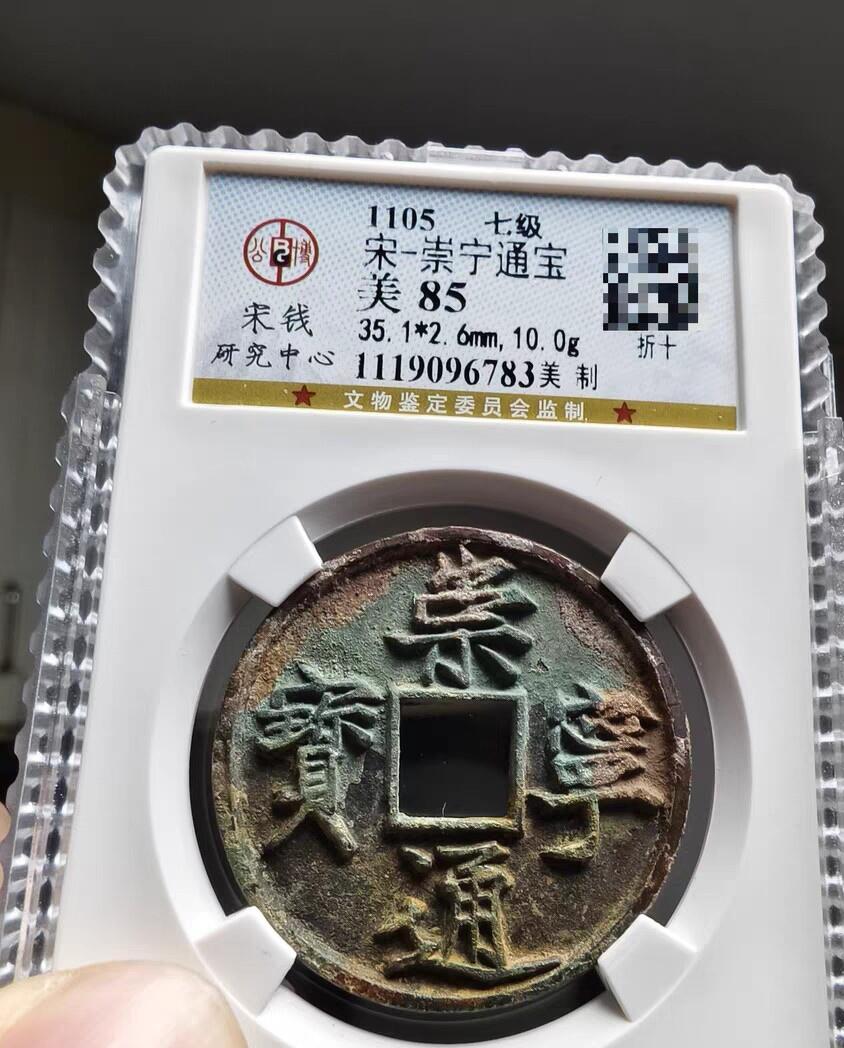 1105 七级
公 B C 博
宋-崇宁通宝
美 85
宋钱
研究中心
35.1*2.6mm,10.0g
折十
1119096783美 制
★ 文物鉴定委员会监制 ★
崇
寶 寧
通